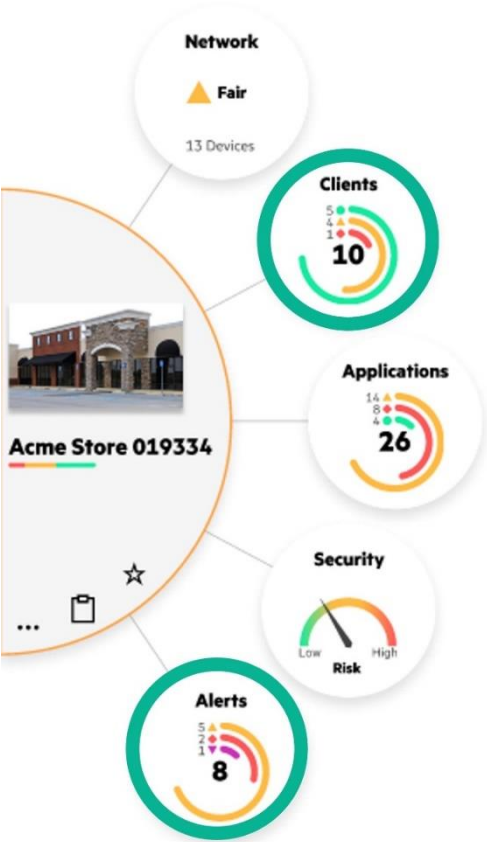 Network
Fair
13 Devices
Clients
5
4
1
10
Applications
14
8
4
26
Acme Store 019334
Security
Low
High
Risk
...
Alerts
5
2
1
8